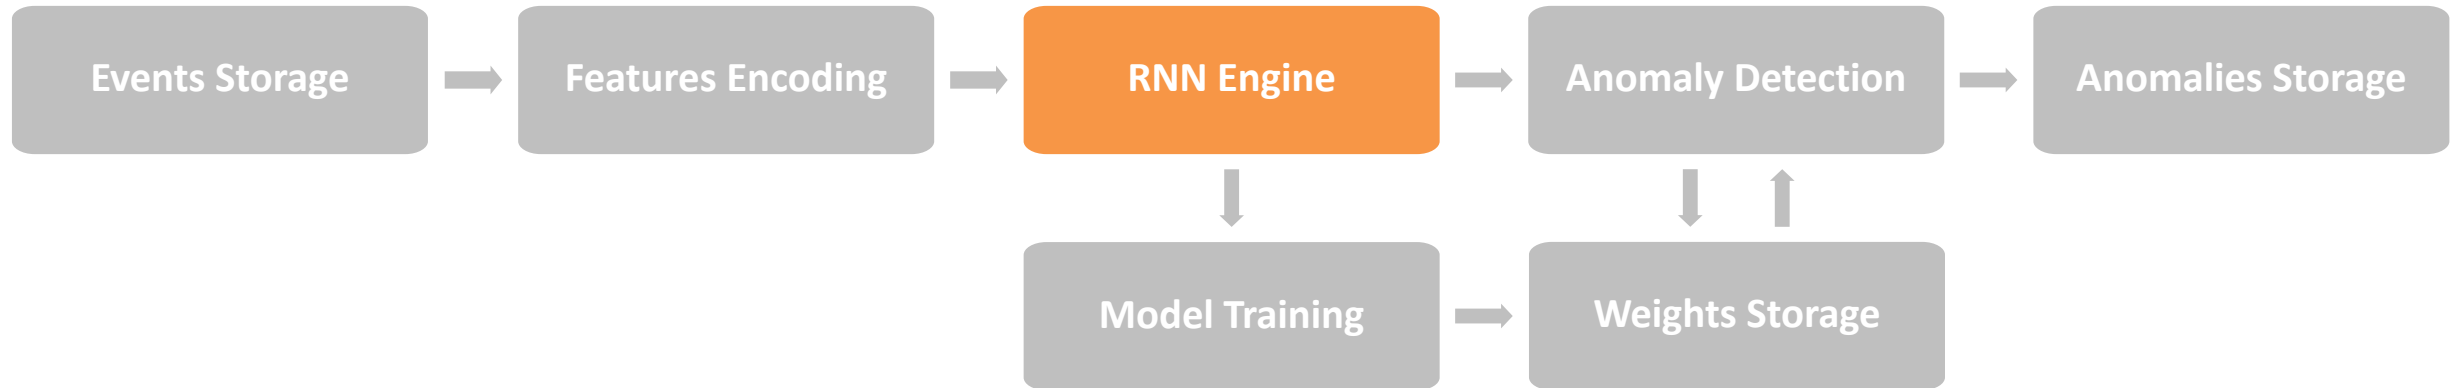 Events Storage
Features Encoding
RNN Engine
Anomaly Detection
Anomalies Storage
Model Training
Weights Storage